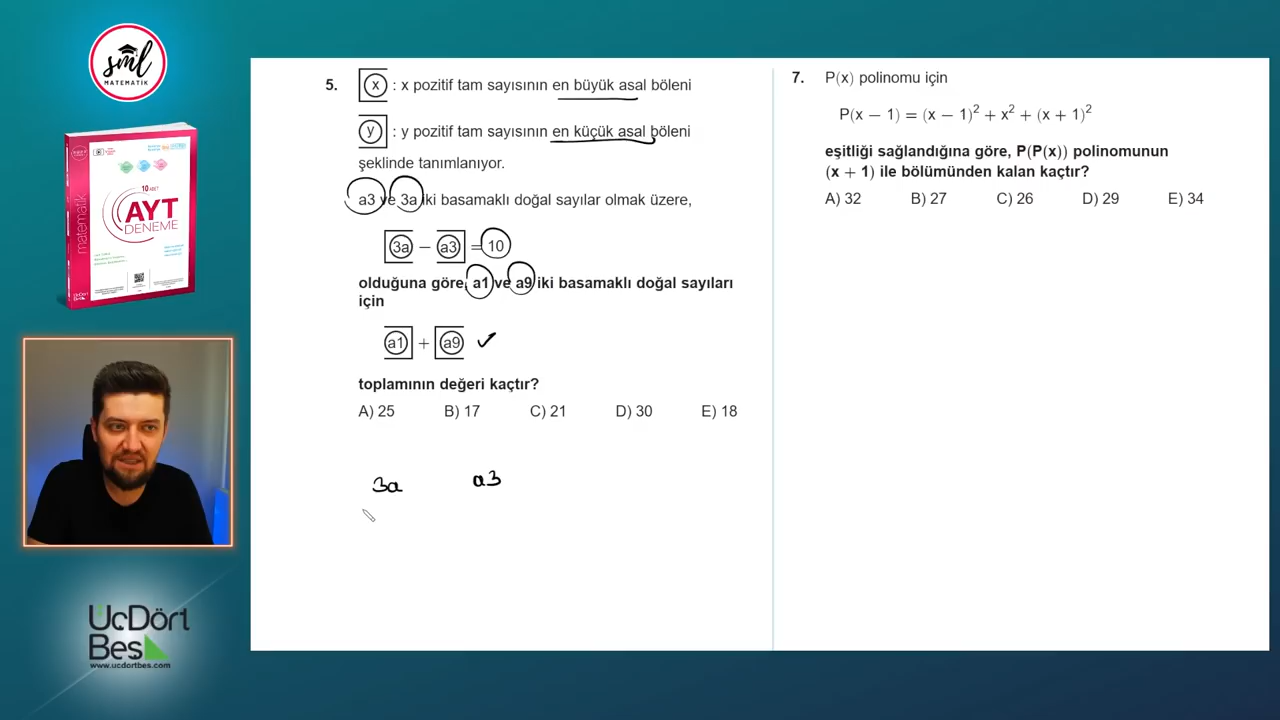 sml
MATEMATİK
matematik
10 ADET
AYT
DENEME
ÜçDört
Beş
www.ucdortbes.com
5. x : x pozitif tam sayısının en büyük asal böleni
y : y pozitif tam sayısının en küçük asal böleni
şeklinde tanımlanıyor.
a3 ve 3a iki basamaklı doğal sayılar olmak üzere,
3a − a3 = 10
olduğuna göre, a1 ve a9 iki basamaklı doğal sayıları
için
a1 + a9
toplamının değeri kaçtır?
A) 25 B) 17 C) 21 D) 30 E) 18
3a a3
7. P(x) polinomu için
P(x − 1) = (x − 1)² + x² + (x + 1)²
eşitliği sağlandığına göre, P(P(x)) polinomunun
(x + 1) ile bölümünden kalan kaçtır?
A) 32 B) 27 C) 26 D) 29 E) 34